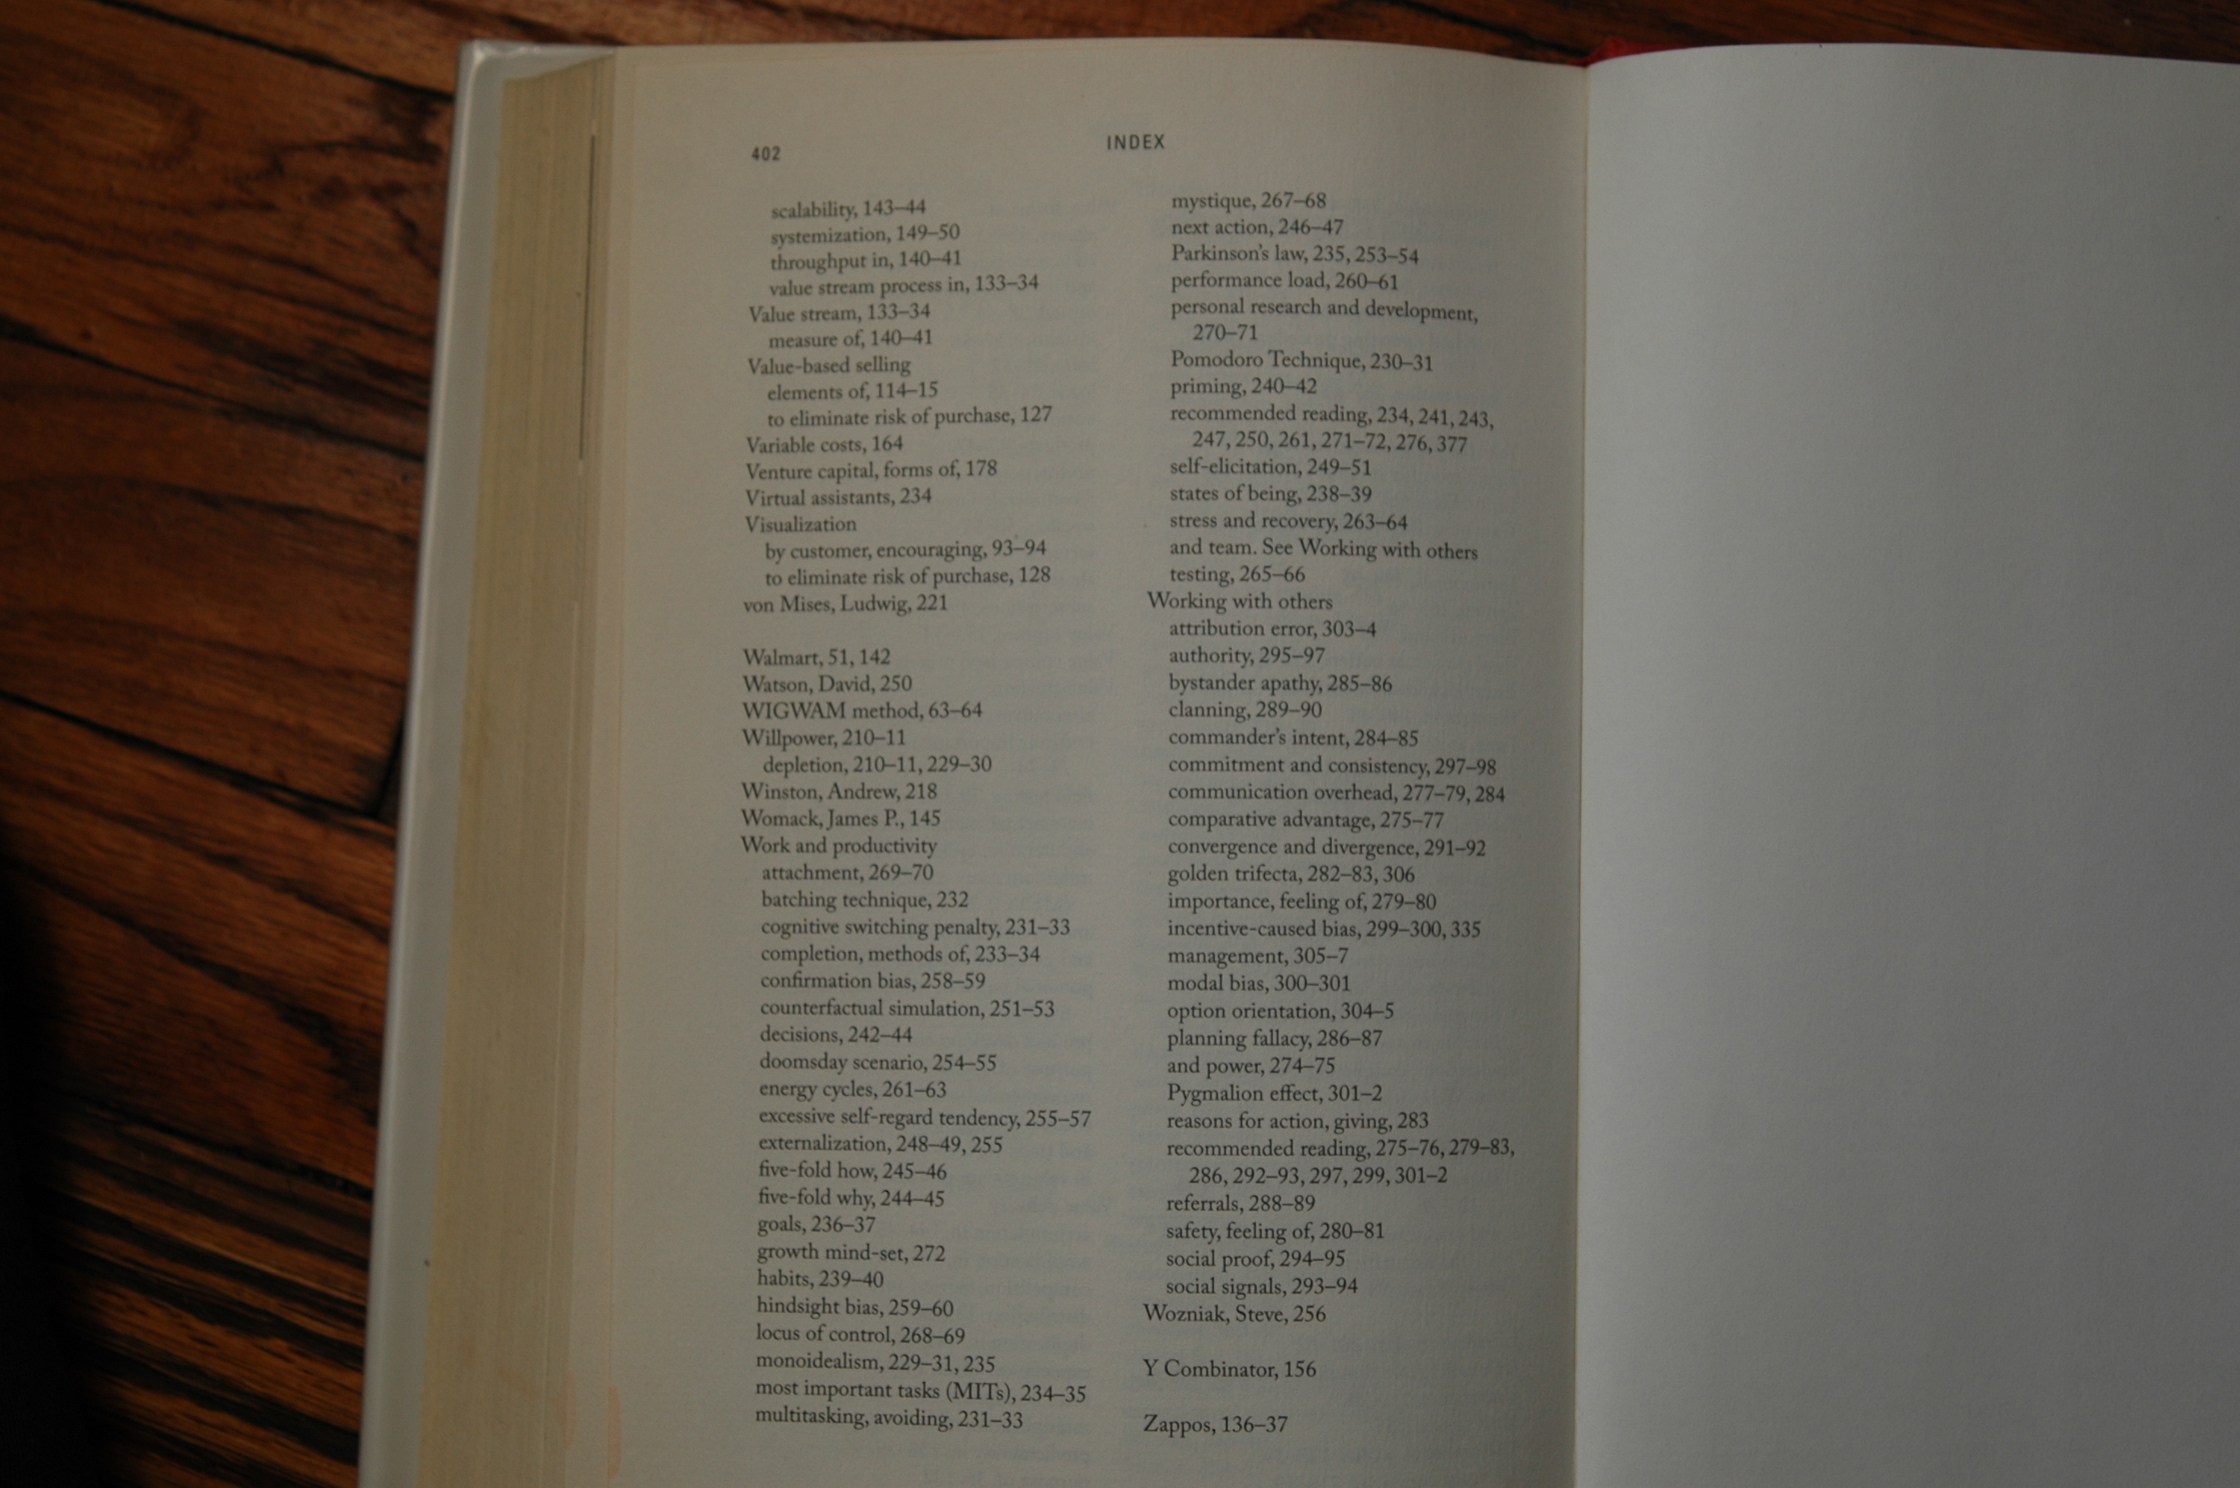 402
INDEX
scalability, 143–44
systemization, 149–50
throughput in, 140–41
value stream process in, 133–34
Value stream, 133–34
measure of, 140–41
Value-based selling
elements of, 114–15
to eliminate risk of purchase, 127
Variable costs, 164
Venture capital, forms of, 178
Virtual assistants, 234
Visualization
by customer, encouraging, 93–94
to eliminate risk of purchase, 128
von Mises, Ludwig, 221
Walmart, 51, 142
Watson, David, 250
WIGWAM method, 63–64
Willpower, 210–11
depletion, 210–11, 229–30
Winston, Andrew, 218
Womack, James P., 145
Work and productivity
attachment, 269–70
batching technique, 232
cognitive switching penalty, 231–33
completion, methods of, 233–34
confirmation bias, 258–59
counterfactual simulation, 251–53
decisions, 242–44
doomsday scenario, 254–55
energy cycles, 261–63
excessive self-regard tendency, 255–57
externalization, 248–49, 255
five-fold how, 245–46
five-fold why, 244–45
goals, 236–37
growth mind-set, 272
habits, 239–40
hindsight bias, 259–60
locus of control, 268–69
monoidealism, 229–31, 235
most important tasks (MITs), 234–35
multitasking, avoiding, 231–33
mystique, 267–68
next action, 246–47
Parkinson's law, 235, 253–54
performance load, 260–61
personal research and development,
270–71
Pomodoro Technique, 230–31
priming, 240–42
recommended reading, 234, 241, 243,
247, 250, 261, 271–72, 276, 377
self-elicitation, 249–51
states of being, 238–39
stress and recovery, 263–64
and team. See Working with others
testing, 265–66
Working with others
attribution error, 303–4
authority, 295–97
bystander apathy, 285–86
clanning, 289–90
commander's intent, 284–85
commitment and consistency, 297–98
communication overhead, 277–79, 284
comparative advantage, 275–77
convergence and divergence, 291–92
golden trifecta, 282–83, 306
importance, feeling of, 279–80
incentive-caused bias, 299–300, 335
management, 305–7
modal bias, 300–301
option orientation, 304–5
planning fallacy, 286–87
and power, 274–75
Pygmalion effect, 301–2
reasons for action, giving, 283
recommended reading, 275–76, 279–83,
286, 292–93, 297, 299, 301–2
referrals, 288–89
safety, feeling of, 280–81
social proof, 294–95
social signals, 293–94
Wozniak, Steve, 256
Y Combinator, 156
Zappos, 136–37